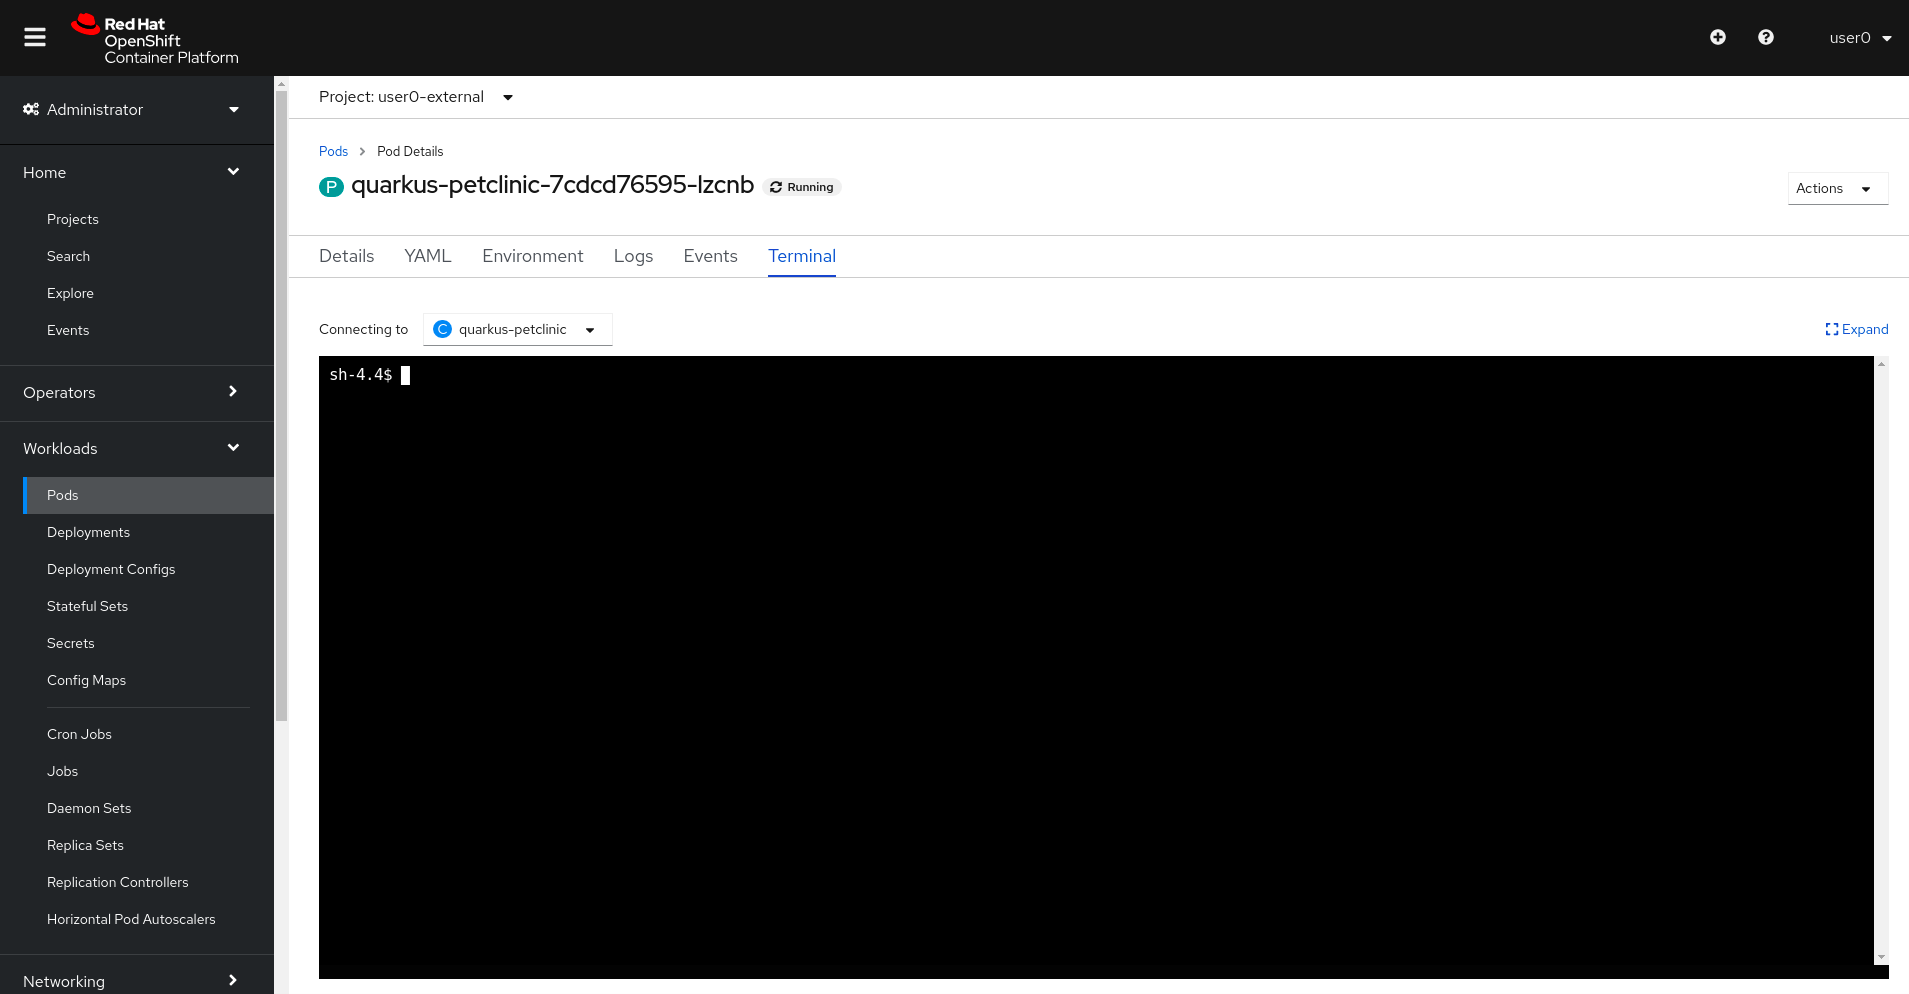 Red Hat
OpenShift
Container Platform
user0
Administrator
Home
Projects
Search
Explore
Events
Operators
Workloads
Pods
Deployments
Deployment Configs
Stateful Sets
Secrets
Config Maps
Cron Jobs
Jobs
Daemon Sets
Replica Sets
Replication Controllers
Horizontal Pod Autoscalers
Networking
Project: user0-external
Pods > Pod Details
P quarkus-petclinic-7cdcd76595-lzcnb Running
Actions
Details YAML Environment Logs Events Terminal
Connecting to C quarkus-petclinic
Expand
sh-4.4$